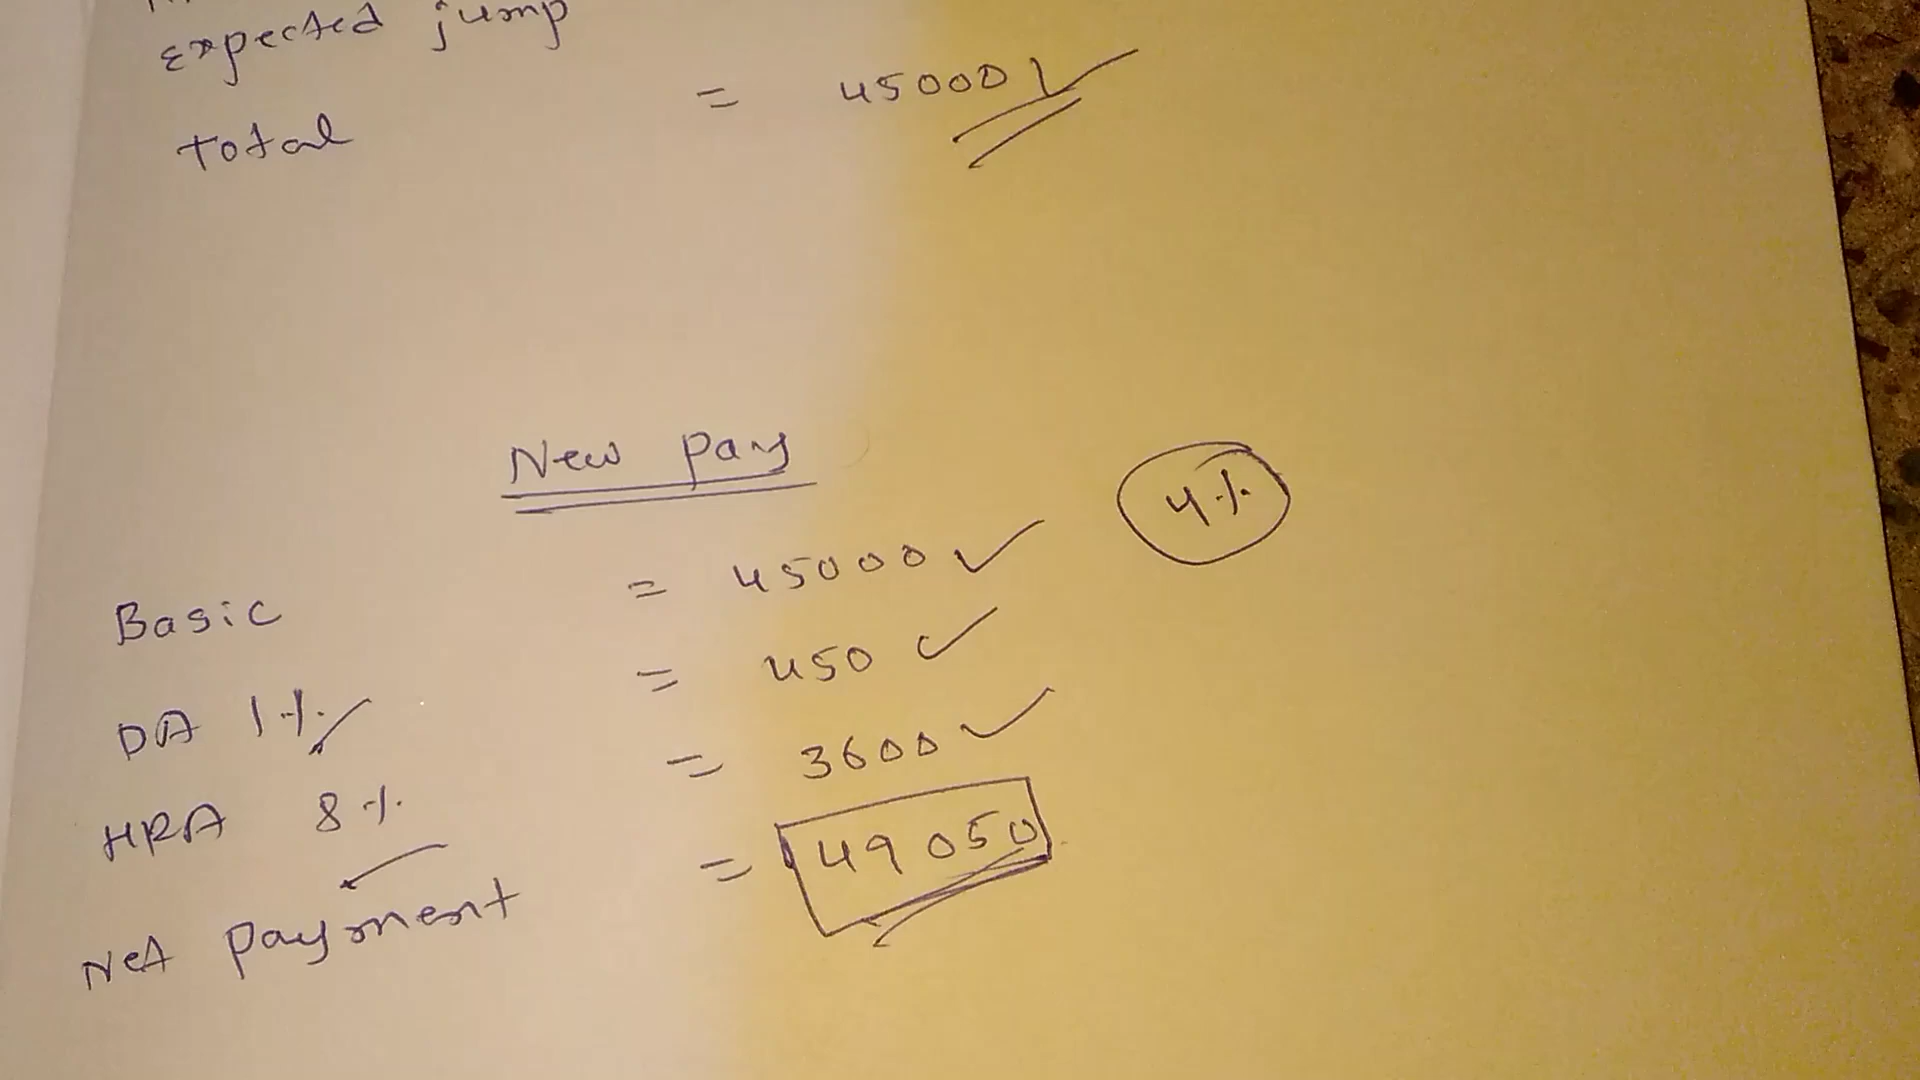 expected jump
total = 45000
New pay
4%
Basic = 45000
DA 1% = 450
HRA 8% = 3600
Net payment = 49050